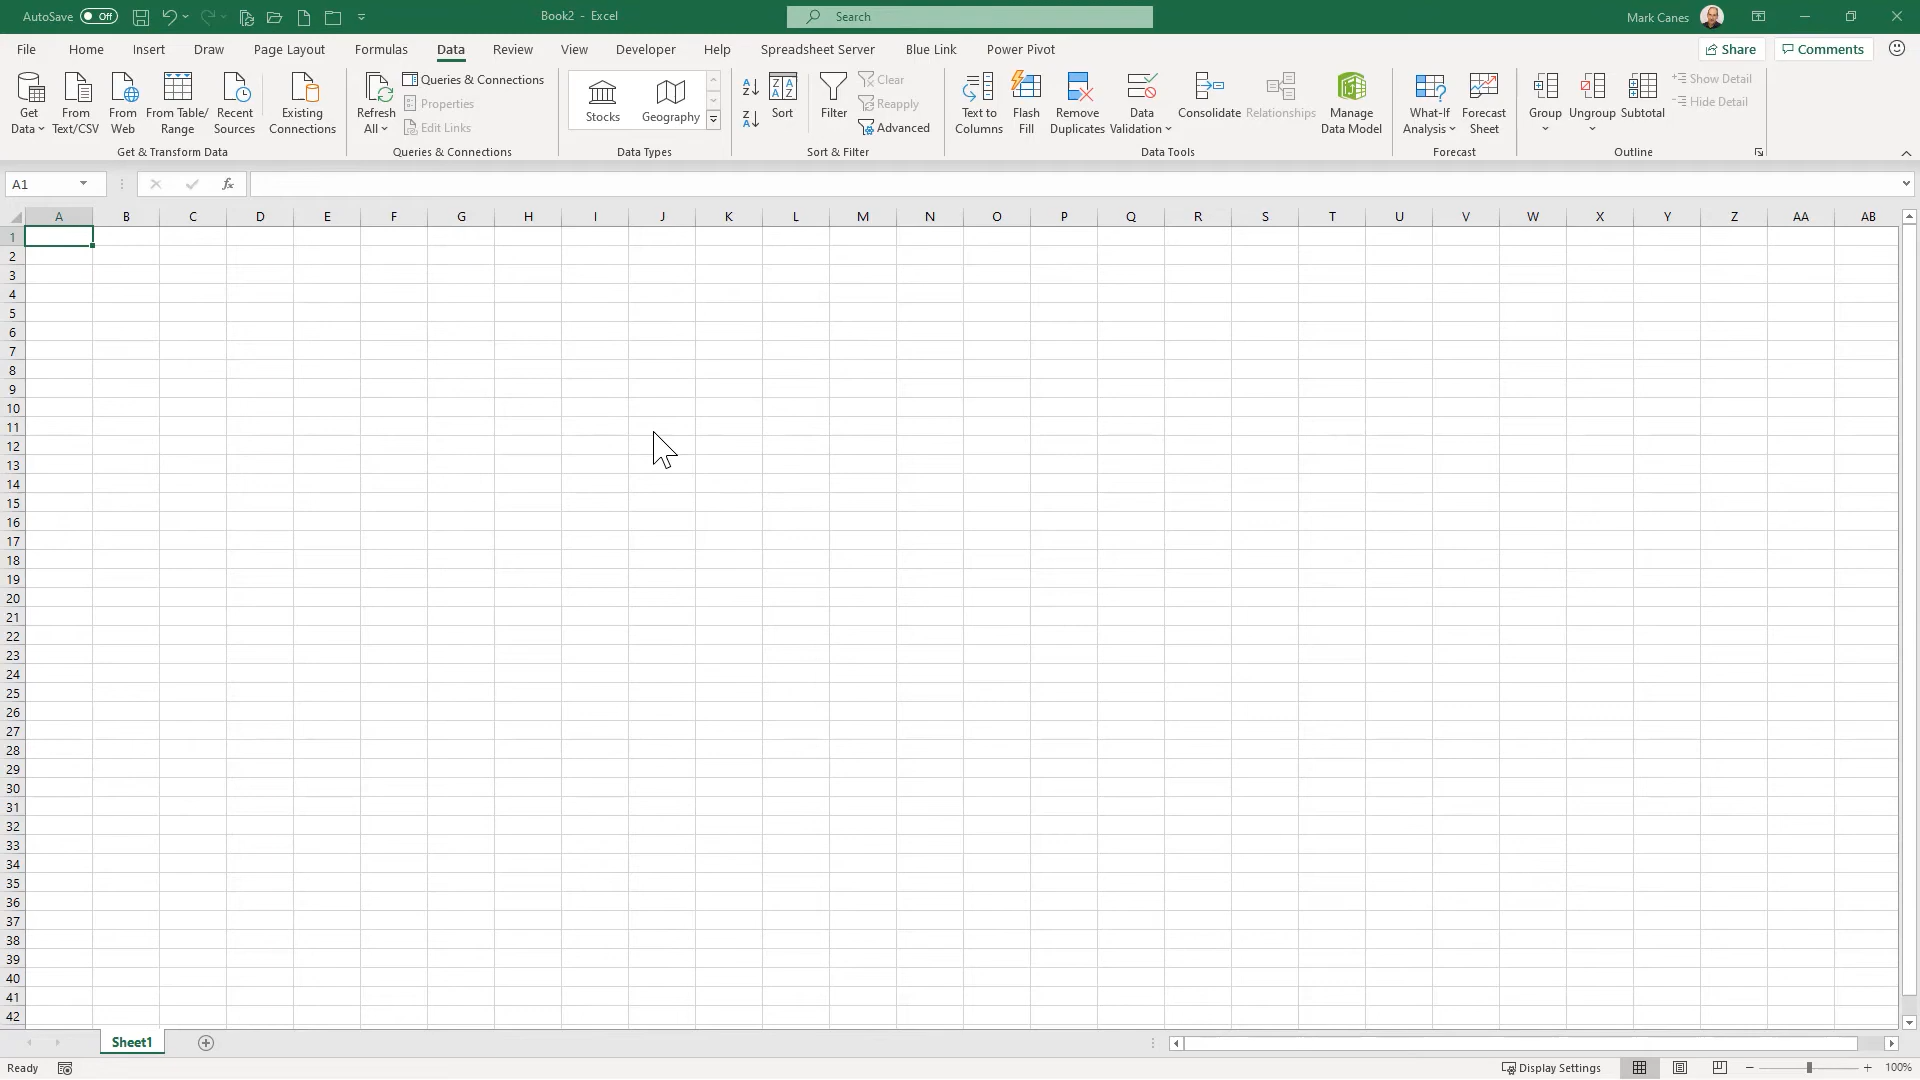 AutoSave Off Book2 - Excel Search Mark Canes
File Home Insert Draw Page Layout Formulas Data Review View Developer Help Spreadsheet Server Blue Link Power Pivot Share Comments
Get Data
From Text/CSV
From Web
From Table/ Range
Recent Sources
Existing Connections
Get & Transform Data
Refresh All
Queries & Connections
Properties
Edit Links
Queries & Connections
Stocks
Geography
Data Types
Sort
Filter
Clear
Reapply
Advanced
Sort & Filter
Text to Columns
Flash Fill
Remove Duplicates
Data Validation
Consolidate
Relationships
Manage Data Model
Data Tools
What-If Analysis
Forecast Sheet
Forecast
Group
Ungroup
Subtotal
Show Detail
Hide Detail
Outline
A1 fx
A B C D E F G H I J K L M N O P Q R S T U V W X Y Z AA AB
1
2
3
4
5
6
7
8
9
10
11
12
13
14
15
16
17
18
19
20
21
22
23
24
25
26
27
28
29
30
31
32
33
34
35
36
37
38
39
40
41
42
Sheet1
Ready Display Settings 100%